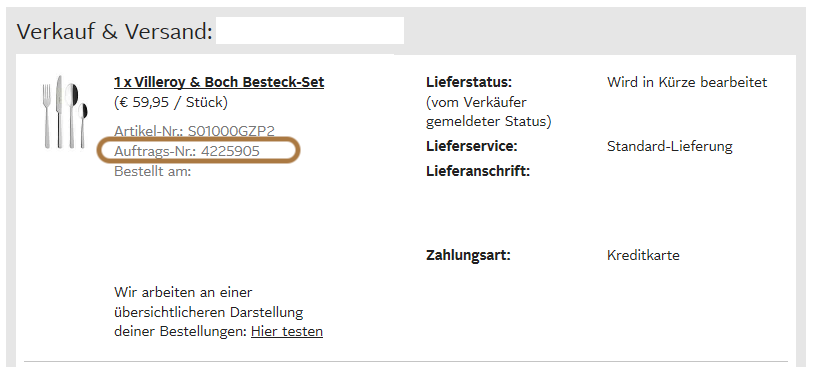 Verkauf & Versand:
1 x Villeroy & Boch Besteck-Set
(€ 59,95 / Stück)
Artikel-Nr.: S01000GZP2
Auftrags-Nr.: 4225905
Bestellt am:
Wir arbeiten an einer
übersichtlicheren Darstellung
deiner Bestellungen: Hier testen
Lieferstatus: Wird in Kürze bearbeitet
(vom Verkäufer
gemeldeter Status)
Lieferservice: Standard-Lieferung
Lieferanschrift:
Zahlungsart: Kreditkarte